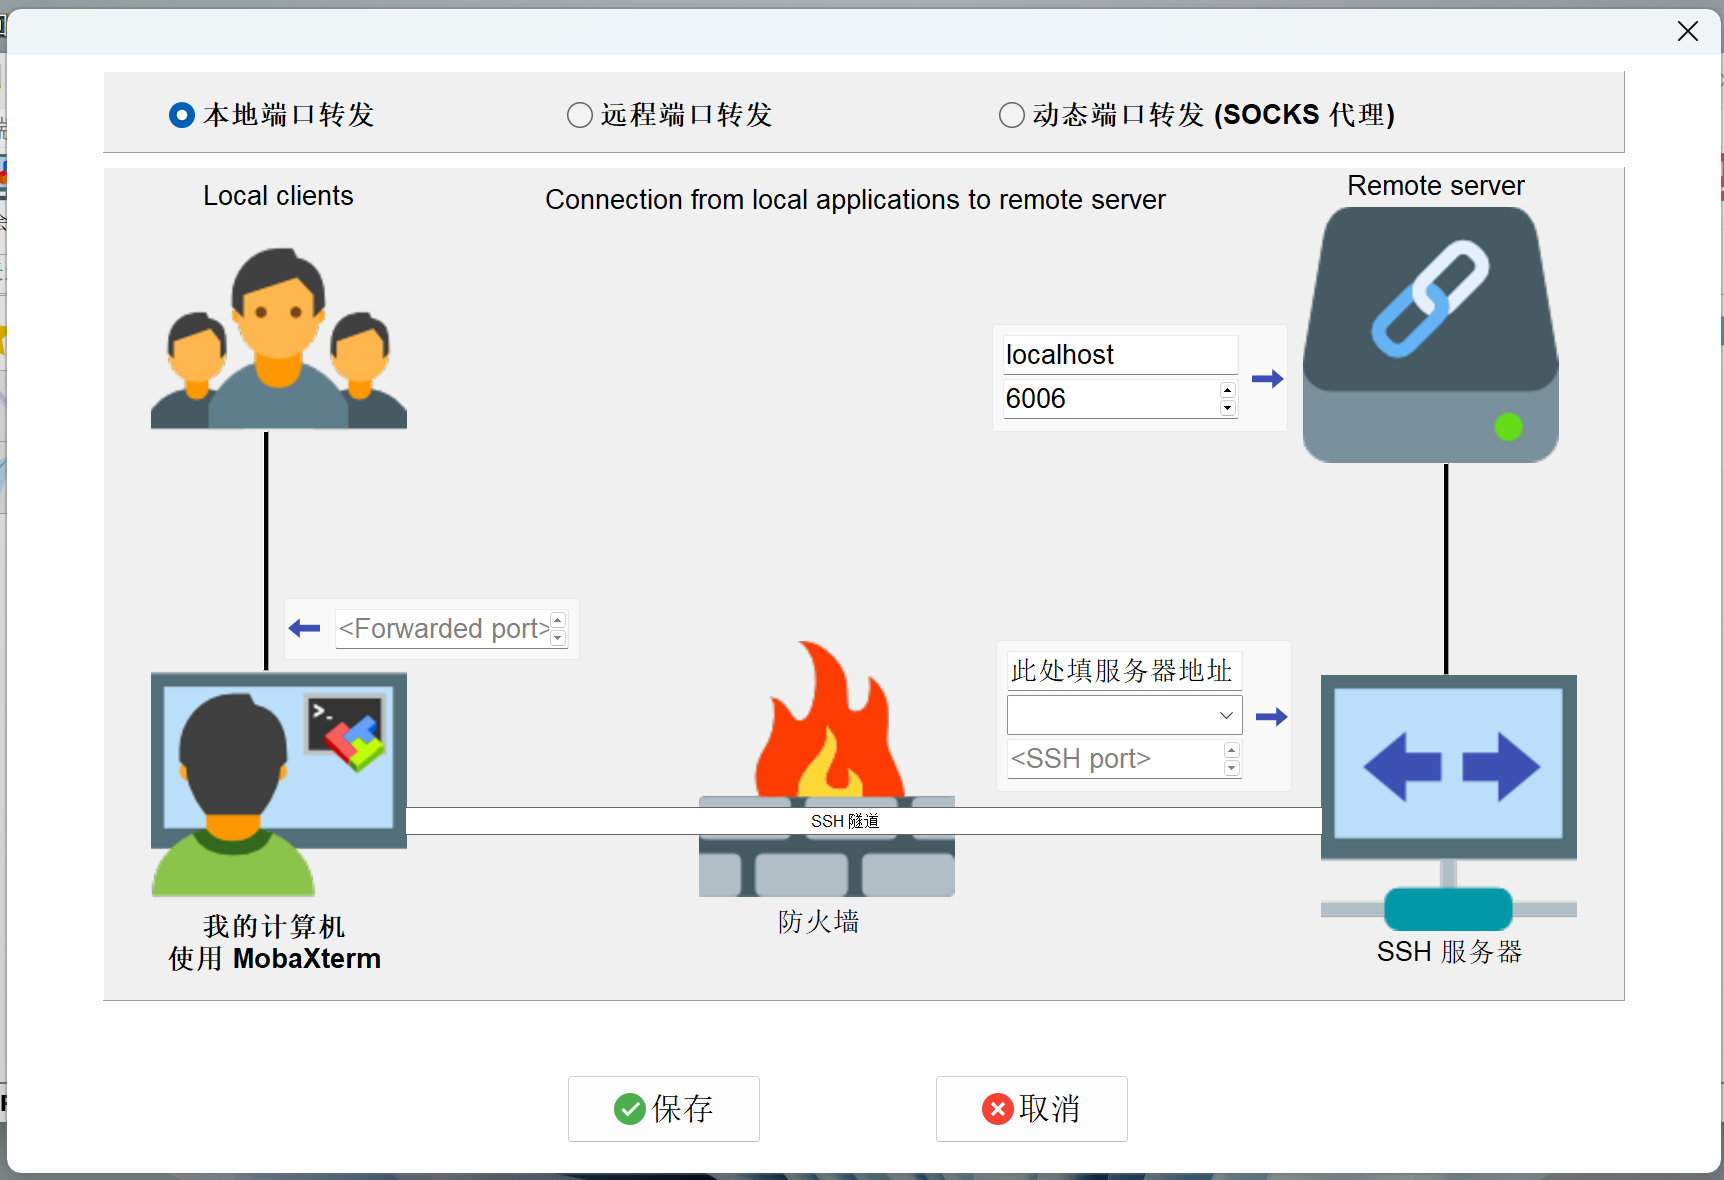 本地端口转发
远程端口转发
动态端口转发 (SOCKS 代理)
Local clients
Connection from local applications to remote server
Remote server
localhost
6006
<Forwarded port>
此处填服务器地址
<SSH port>
>_
SSH 隧道
防火墙
我的计算机
使用 MobaXterm
SSH 服务器
保存
取消